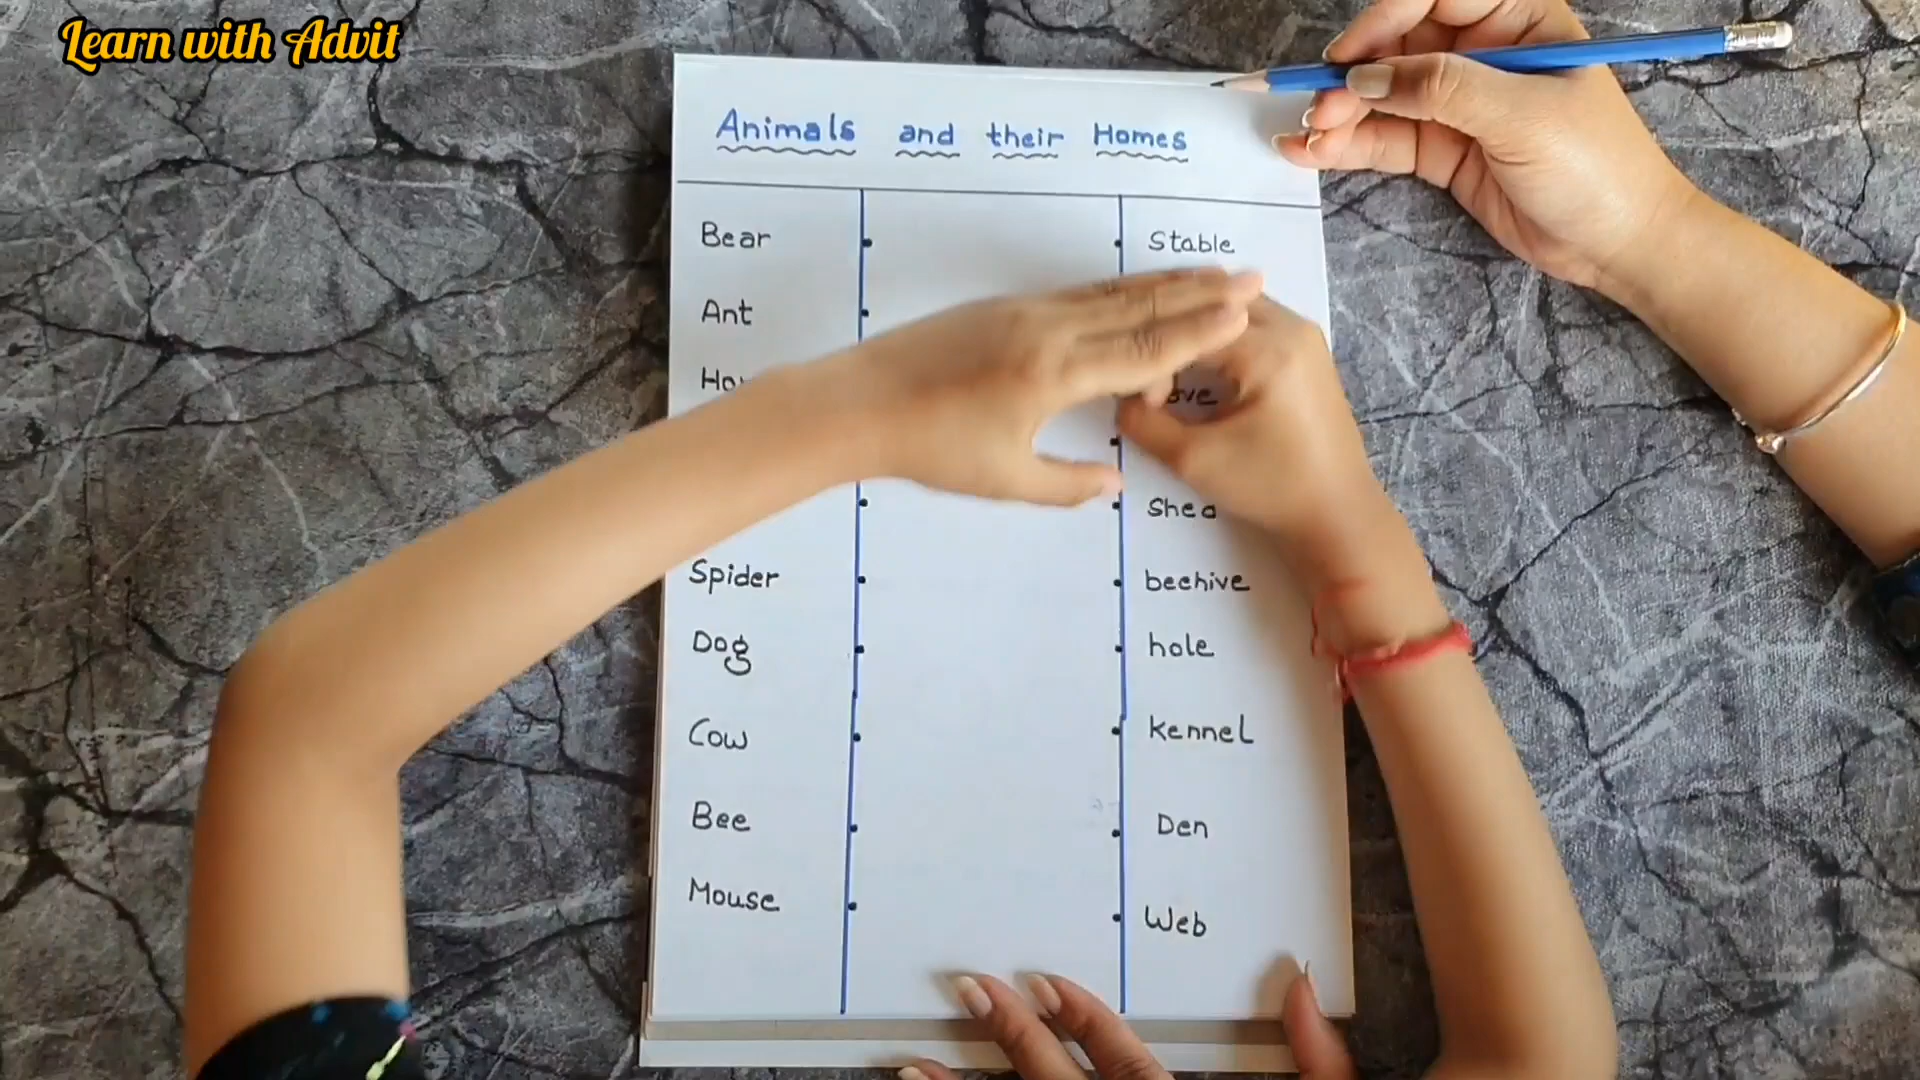 Learn with Advit
Animals and their Homes
Bear
Stable
Ant
Spider
beehive
Dog
hole
Cow
Kennel
Bee
Den
Mouse
Web